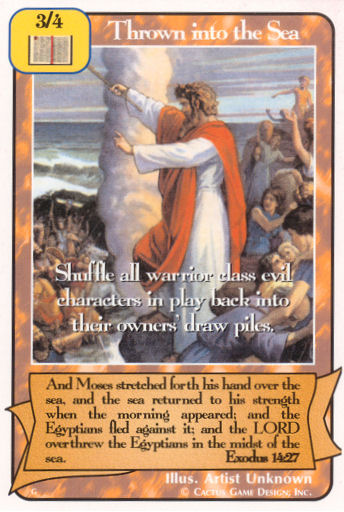 3/4
Thrown into the Sea
Shuffle all warrior class evil
characters in play back into
their owners' draw piles.
And Moses stretched forth his hand over the
sea, and the sea returned to his strength
when the morning appeared; and the
Egyptians fled against it; and the LORD
overthrew the Egyptians in the midst of the
sea. Exodus 14:27
Illus. Artist Unknown
G © Cactus Game Design, Inc.